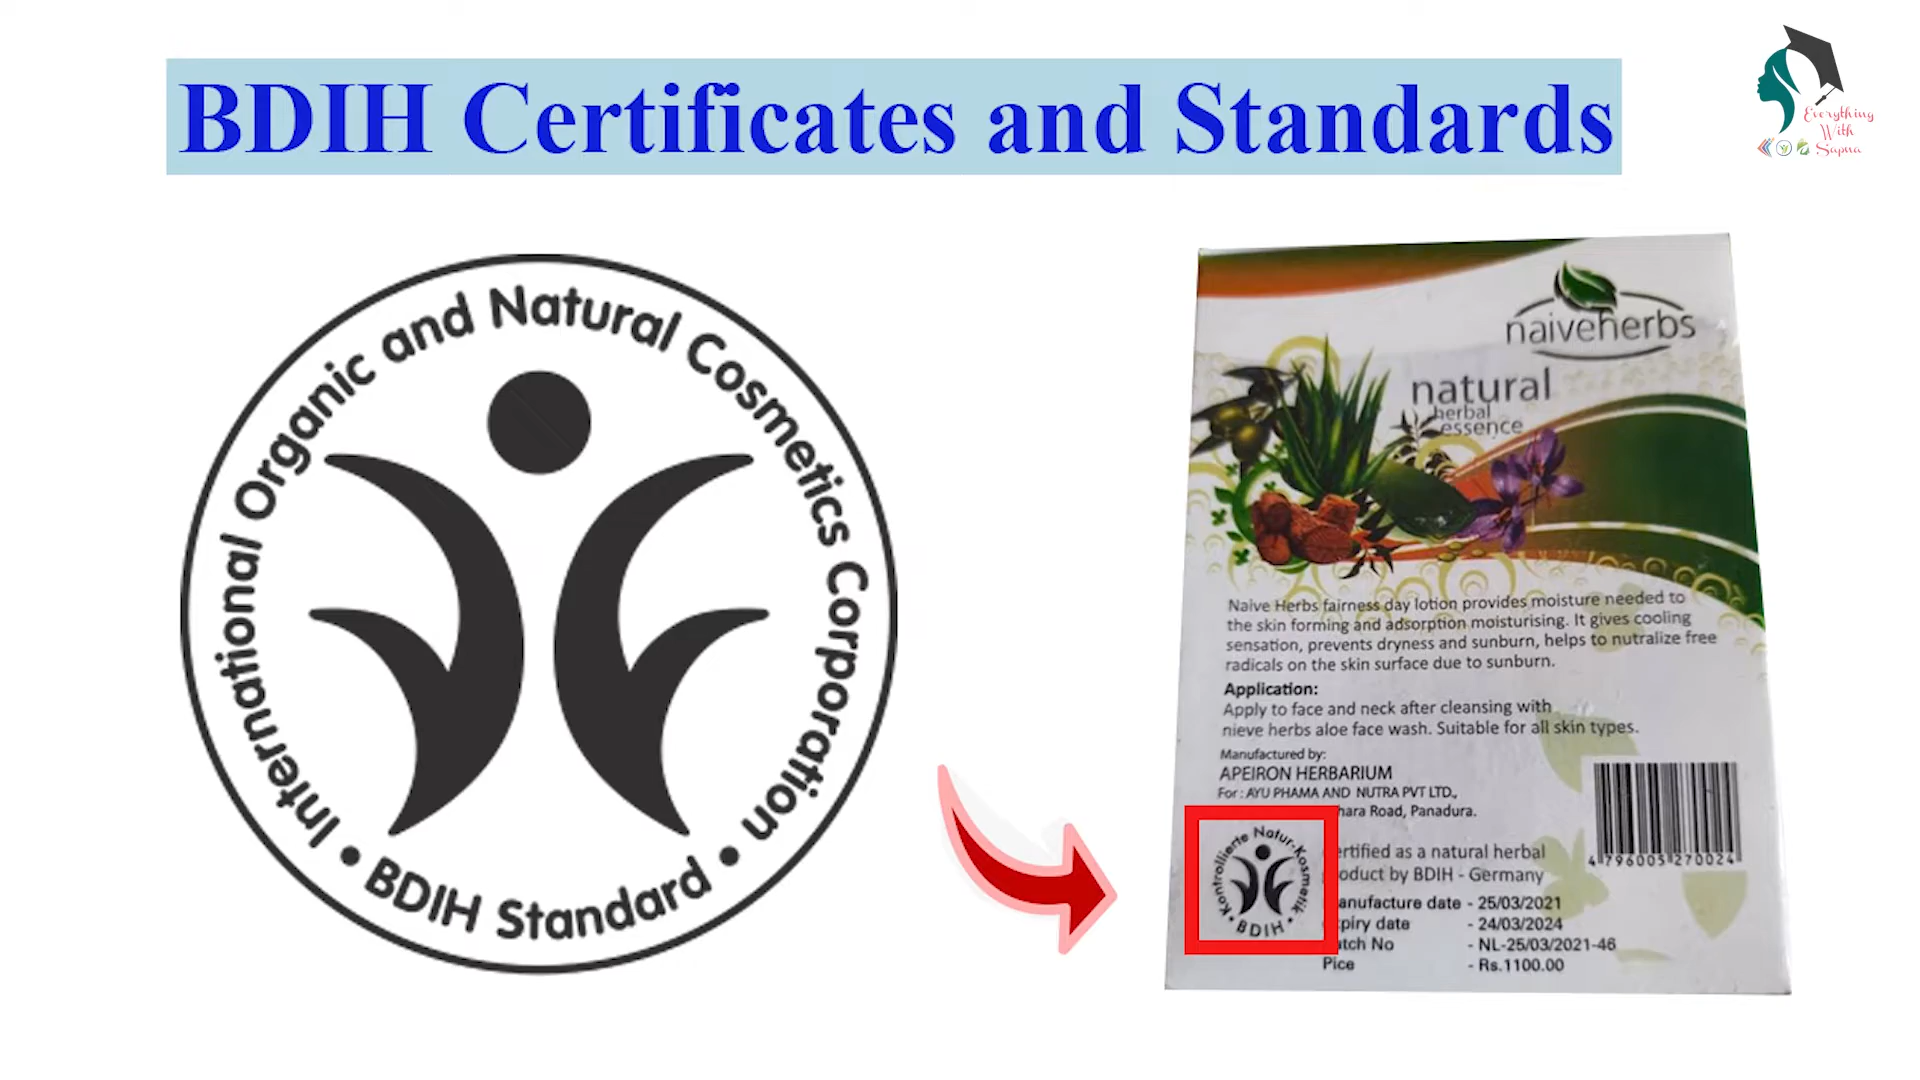 BDIH Certificates and Standards
Everything
With
Sapna
International Organic and Natural Cosmetics Corporation
• BDIH Standard •
naiveherbs
natural
herbal
essence
Naive Herbs fairness day lotion provides moisture needed to
the skin forming and adsorption moisturising. It gives cooling
sensation, prevents dryness and sunburn, helps to nutralize free
radicals on the skin surface due to sunburn.
Application:
Apply to face and neck after cleansing with
nieve herbs aloe face wash. Suitable for all skin types.
Manufactured by:
APEIRON HERBARIUM
For : AYU PHAMA AND NUTRA PVT LTD.,
hara Road, Panadura.
Kontrollierte Natur-Kosmetik
• BDIH •
ertified as a natural herbal
oduct by BDIH - Germany
anufacture date - 25/03/2021
piry date - 24/03/2024
atch No - NL-25/03/2021-46
Pice - Rs.1100.00
4 796005 270024